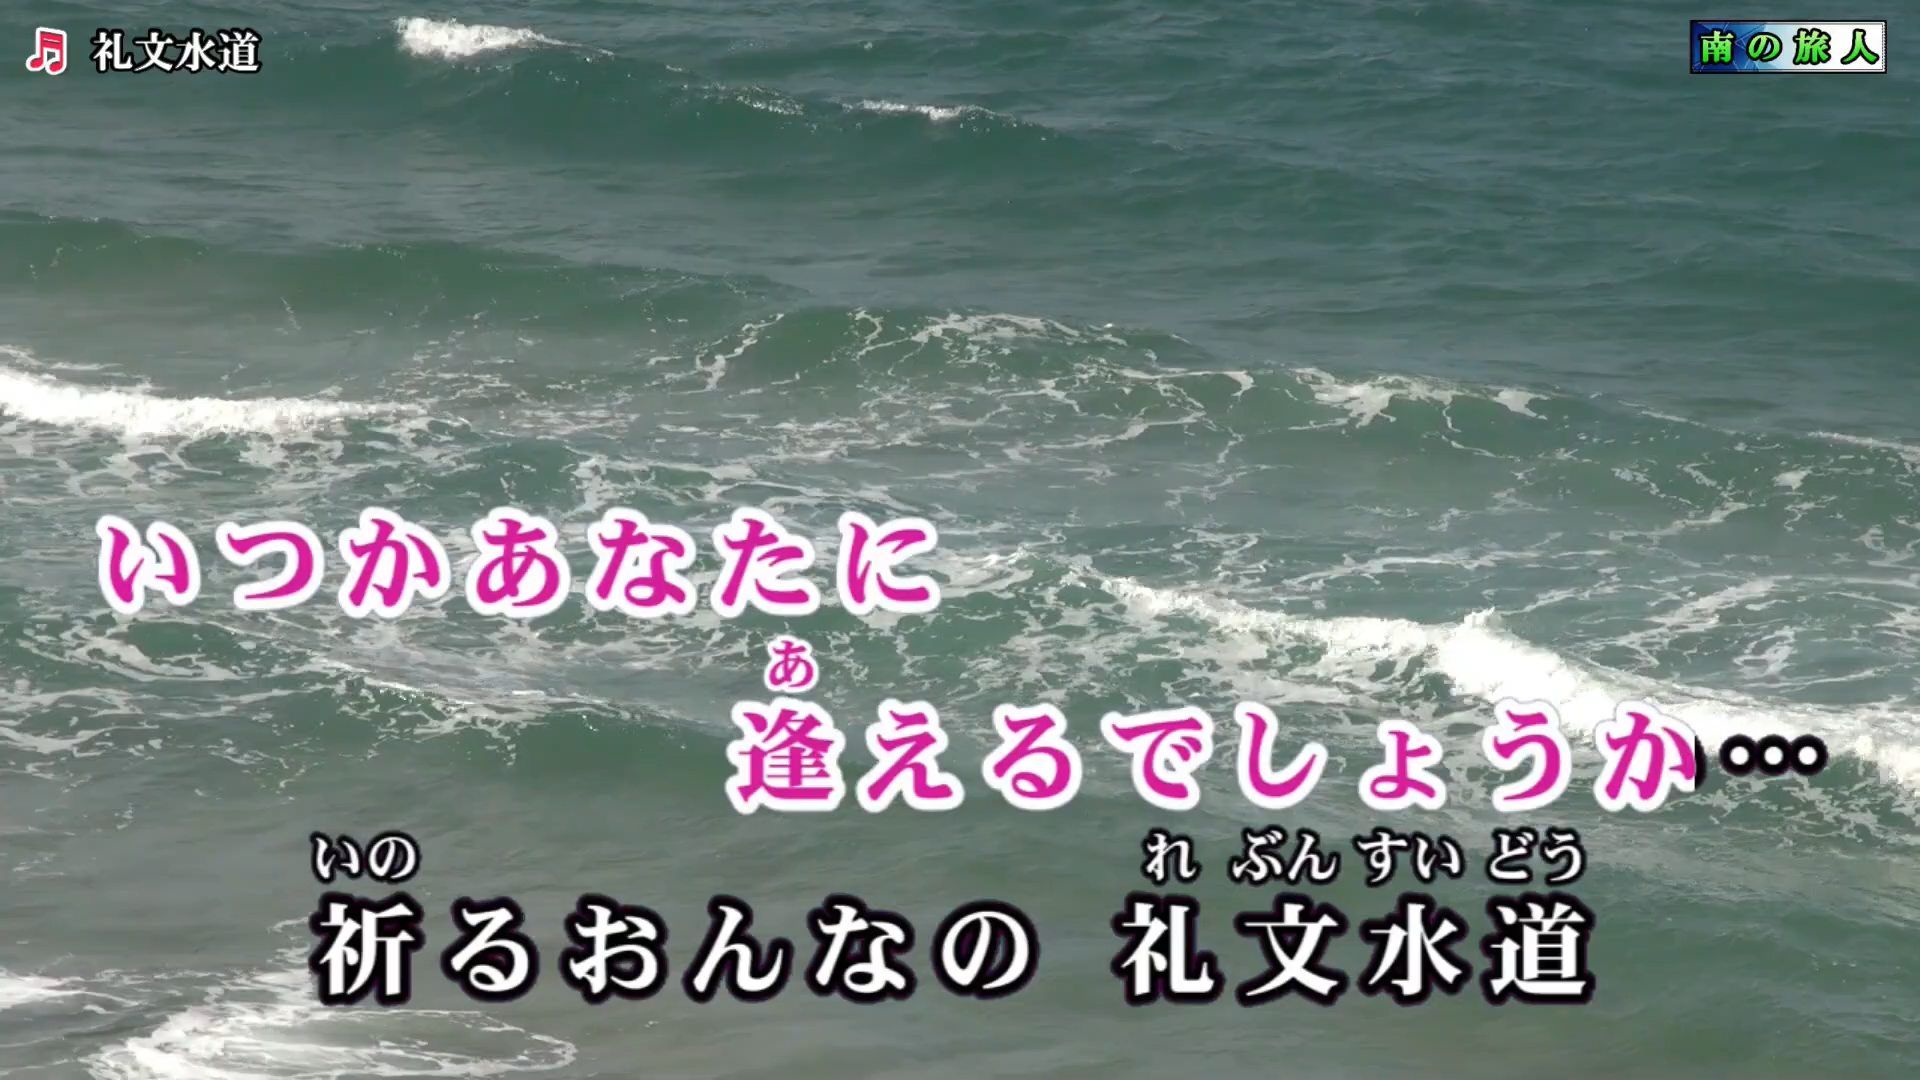 礼文水道
南の旅人
いつかあなたに
あ
逢えるでしょうか…
いの れ ぶん すい どう
祈るおんなの 礼文水道